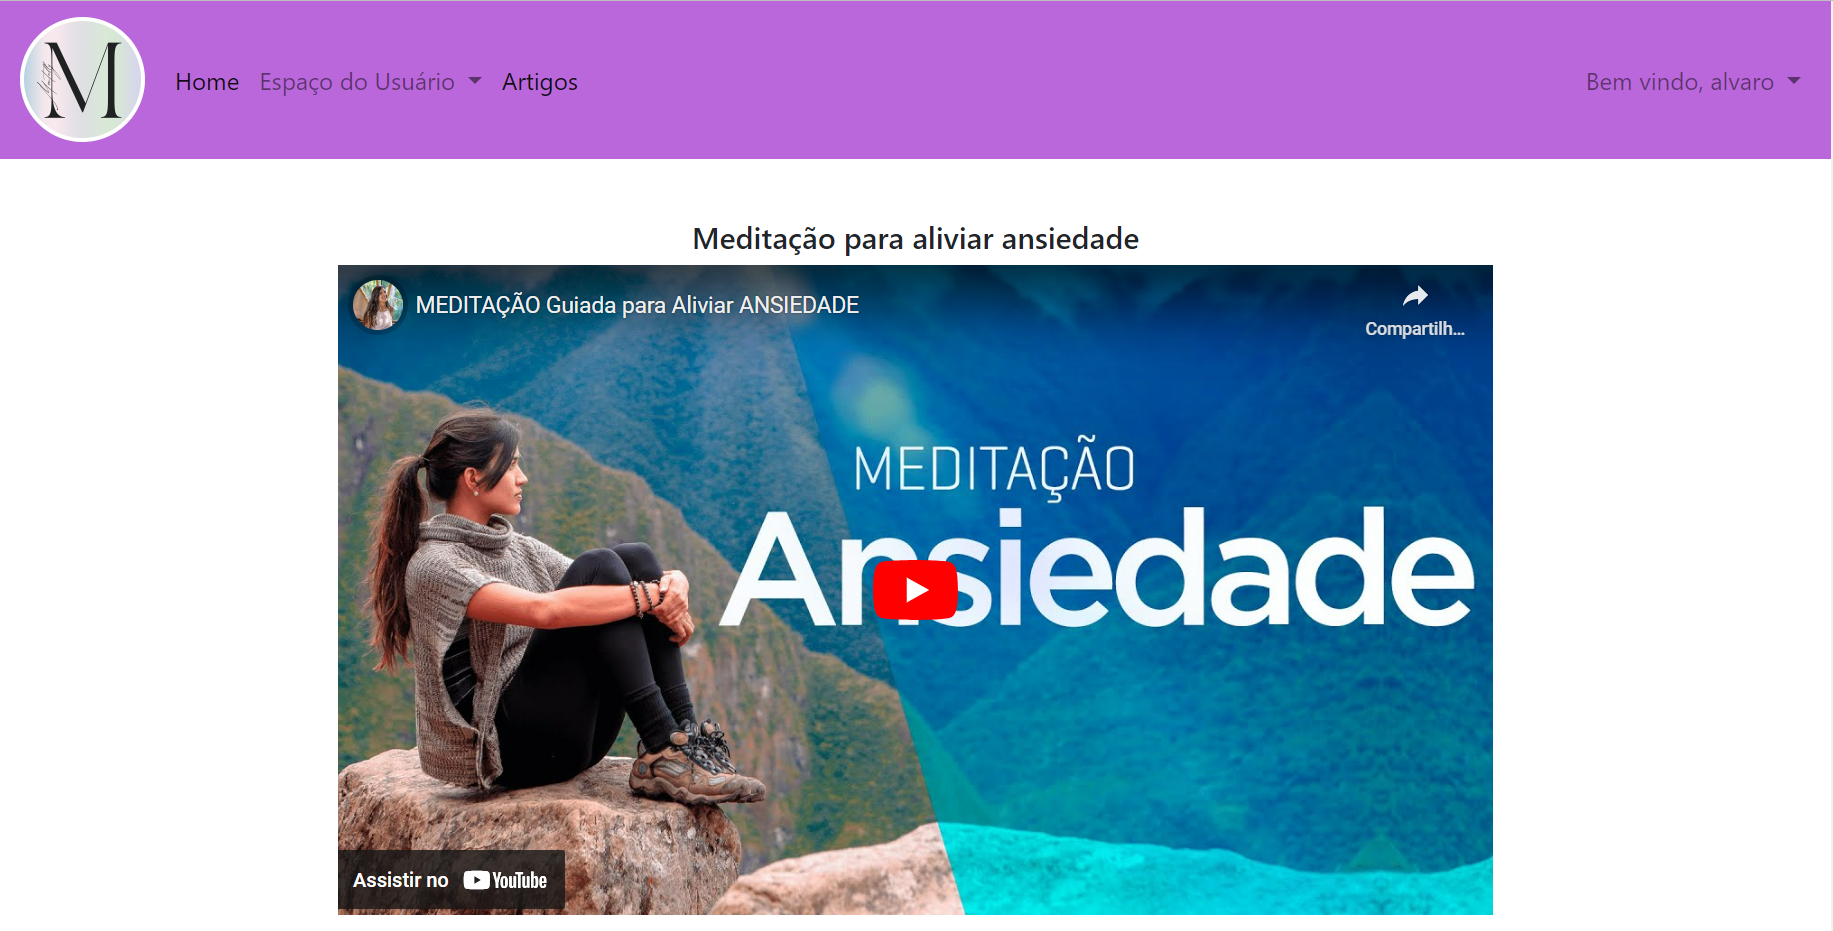 M
Home Espaço do Usuário Artigos
Bem vindo, alvaro
Meditação para aliviar ansiedade
MEDITAÇÃO Guiada para Aliviar ANSIEDADE
Compartilh...
MEDITAÇÃO
Ansiedade
Assistir no YouTube